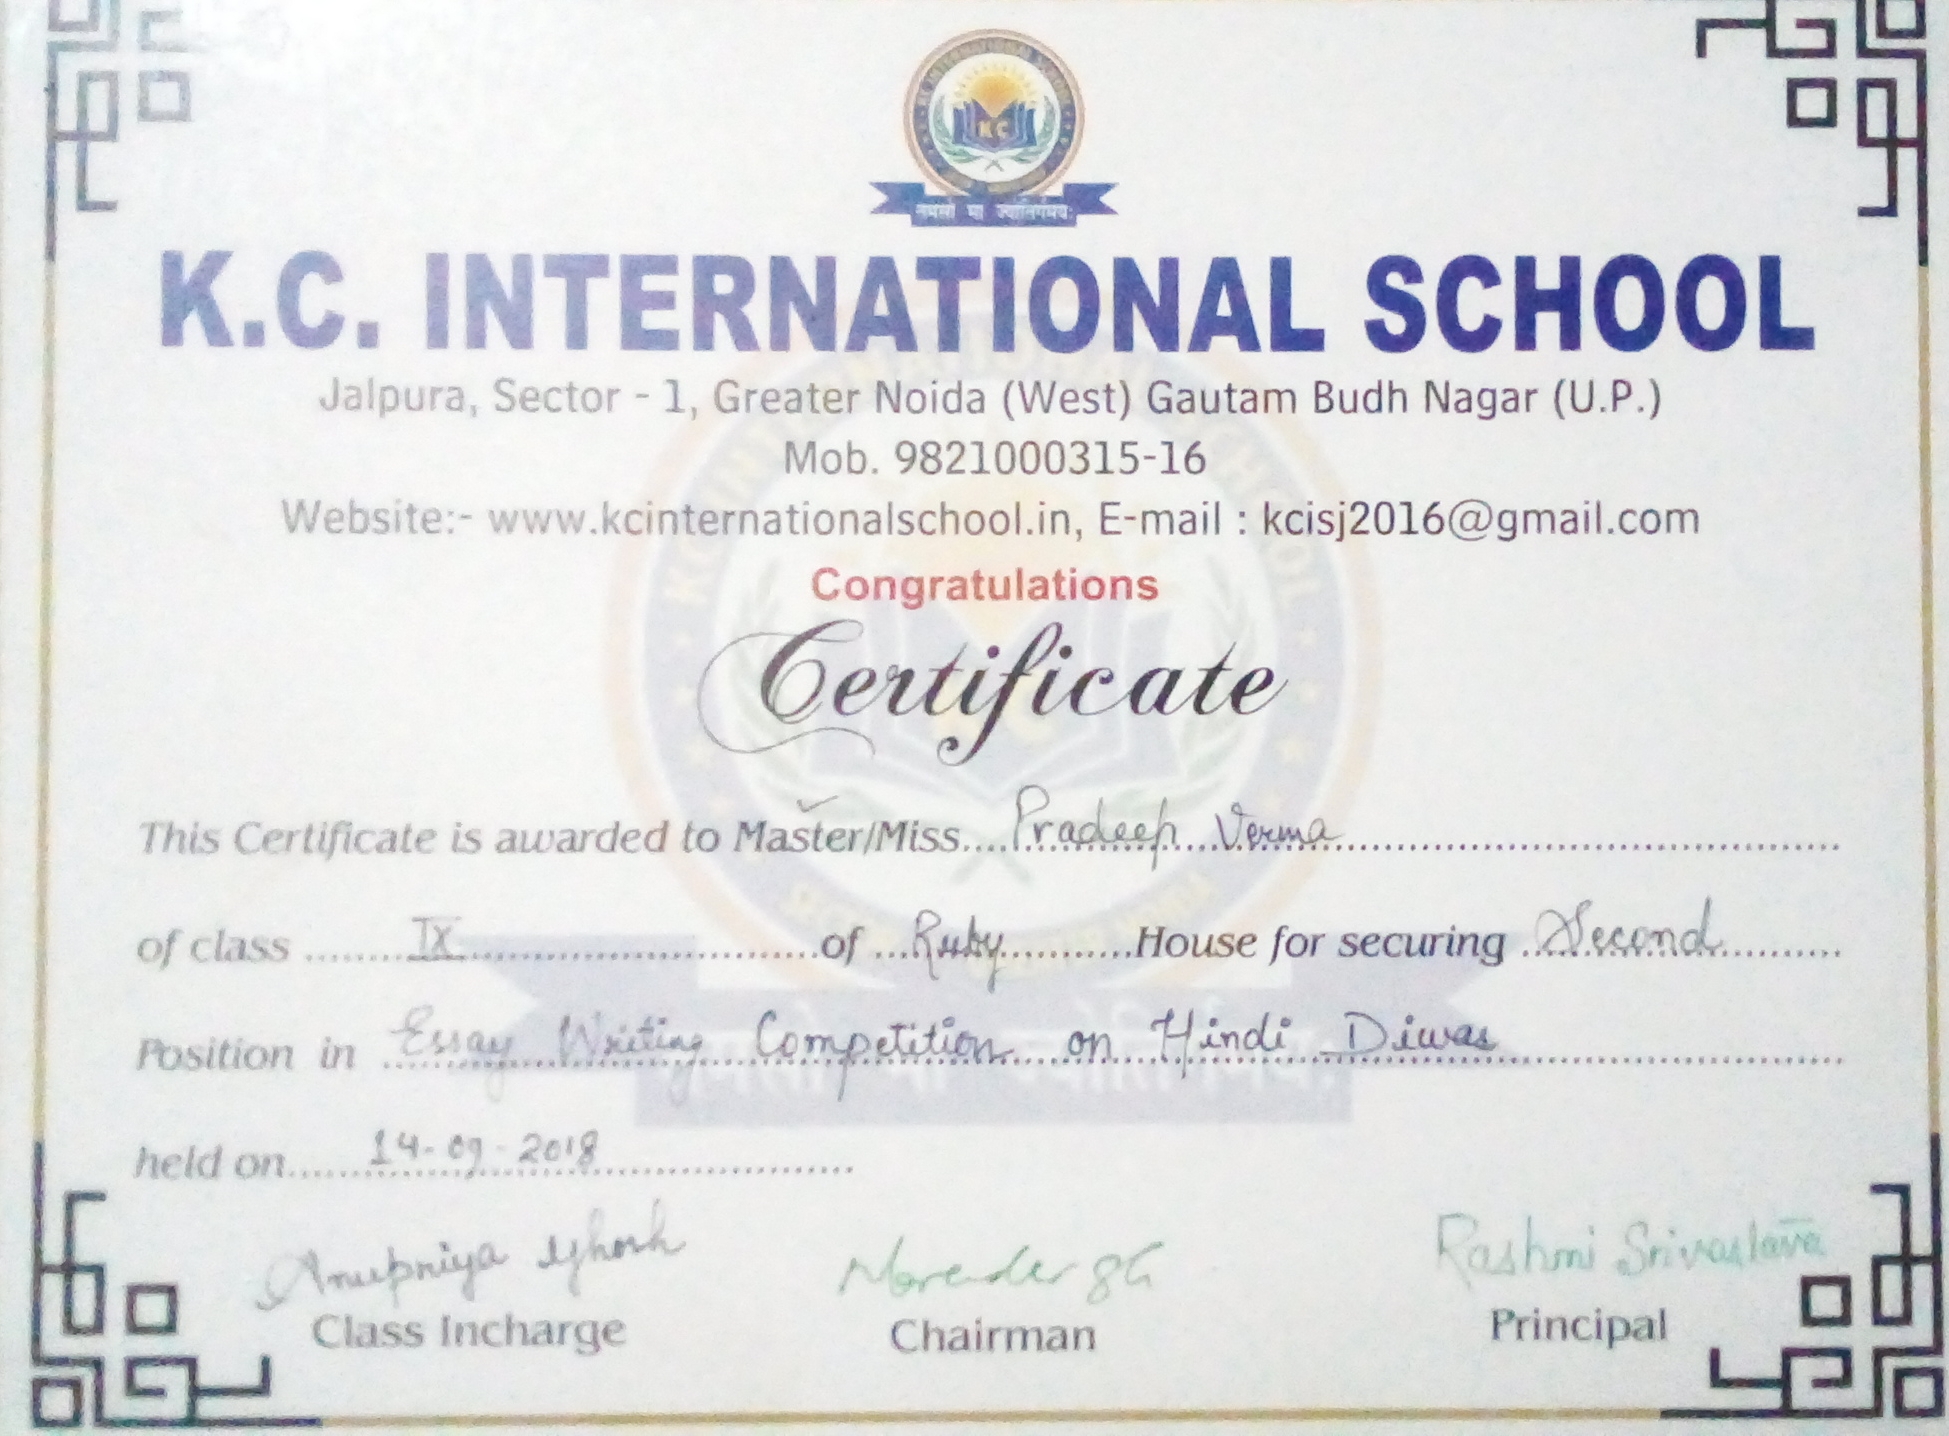 KC
तमसो मा ज्योतिर्गमय:
K.C. INTERNATIONAL SCHOOL
Jalpura, Sector - 1, Greater Noida (West) Gautam Budh Nagar (U.P.)
Mob. 9821000315-16
Website:- www.kcinternationalschool.in, E-mail : kcisj2016@gmail.com
Congratulations
Certificate
This Certificate is awarded to Master/Miss....Pradeep Verma
of class ........IX........of ...Ruby........House for securing ..Second
Position in Essay Writing Competition on Hindi Diwas
held on......14-09-2018
Anupriya Ghosh Narender Rashmi Srivastava
Class Incharge Chairman Principal